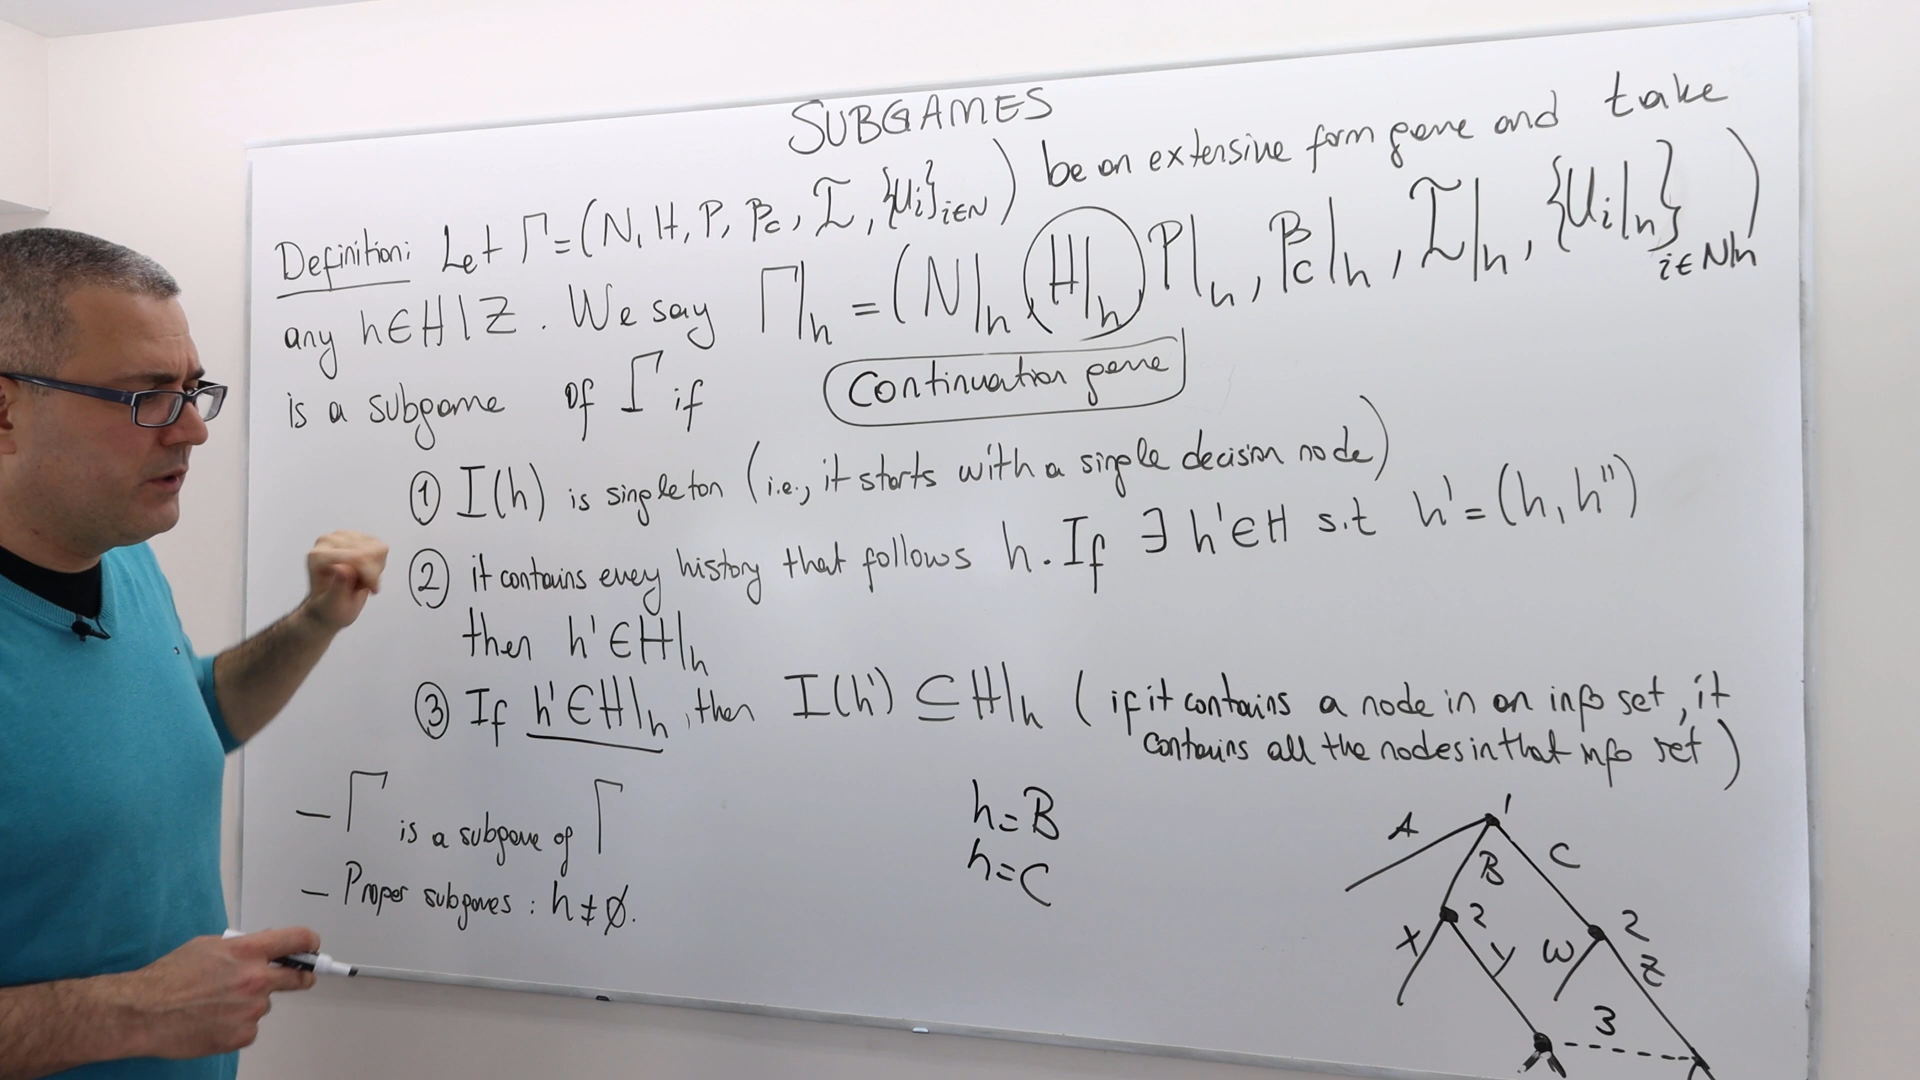 SUBGAMES
Definition: Let Γ = (N, H, P, βc, I, {ui}i∈N) be an extensive form game and take
any h∈H\Z. We say Γ|h = (N|h, H|h, P|h, βc|h, I|h, {ui|h}i∈N|h)
is a subgame of Γ if
Continuation game
① I(h) is singleton (i.e., it starts with a single decision node)
② it contains every history that follows h. If ∃ h'∈H s.t h' = (h, h'')
then h'∈H|h
③ If h'∈H|h, then I(h') ⊆ H|h (if it contains a node in an info set, it
contains all the nodes in that info set)
– Γ is a subgame of Γ
– Proper subgames : h ≠ ∅.
h = B
h = C
1
A
B
C
2
2
X
Y
W
Z
3